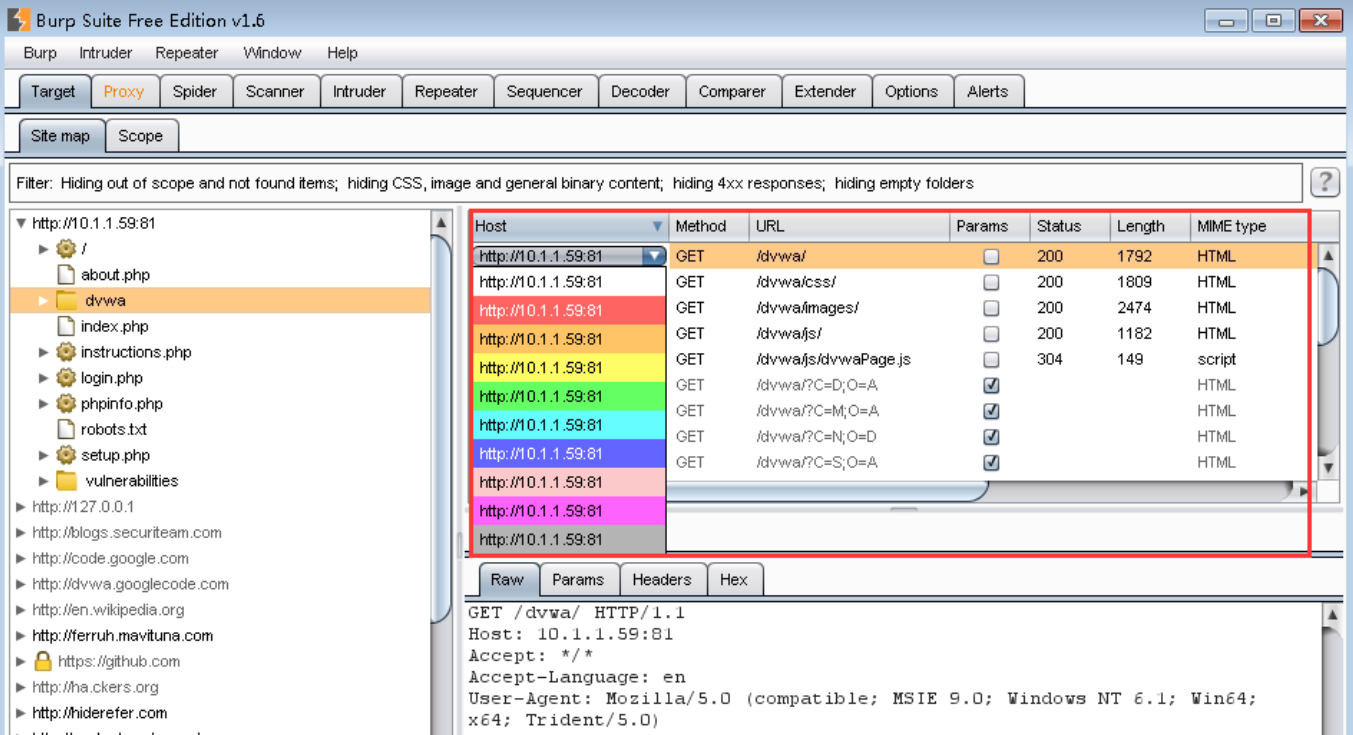 Burp Suite Free Edition v1.6
Burp Intruder Repeater Window Help
Target Proxy Spider Scanner Intruder Repeater Sequencer Decoder Comparer Extender Options Alerts
Site map Scope
Filter: Hiding out of scope and not found items; hiding CSS, image and general binary content; hiding 4xx responses; hiding empty folders ?
http://10.1.1.59:81
/
about.php
dvwa
index.php
instructions.php
login.php
phpinfo.php
robots.txt
setup.php
vulnerabilities
http://127.0.0.1
http://blogs.securiteam.com
http://code.google.com
http://dvwa.googlecode.com
http://en.wikipedia.org
http://ferruh.mavituna.com
https://github.com
http://ha.ckers.org
http://hiderefer.com
Host Method URL Params Status Length MIME type
http://10.1.1.59:81 GET /dvwa/ 200 1792 HTML
http://10.1.1.59:81 GET /dvwa/css/ 200 1809 HTML
http://10.1.1.59:81 GET /dvwa/images/ 200 2474 HTML
http://10.1.1.59:81 GET /dvwa/js/ 200 1182 HTML
http://10.1.1.59:81 GET /dvwa/js/dvwaPage.js 304 149 script
http://10.1.1.59:81 GET /dvwa/?C=D;O=A HTML
http://10.1.1.59:81 GET /dvwa/?C=M;O=A HTML
http://10.1.1.59:81 GET /dvwa/?C=N;O=D HTML
http://10.1.1.59:81 GET /dvwa/?C=S;O=A HTML
http://10.1.1.59:81
http://10.1.1.59:81
Raw Params Headers Hex
GET /dvwa/ HTTP/1.1
Host: 10.1.1.59:81
Accept: */*
Accept-Language: en
User-Agent: Mozilla/5.0 (compatible; MSIE 9.0; Windows NT 6.1; Win64;
x64; Trident/5.0)